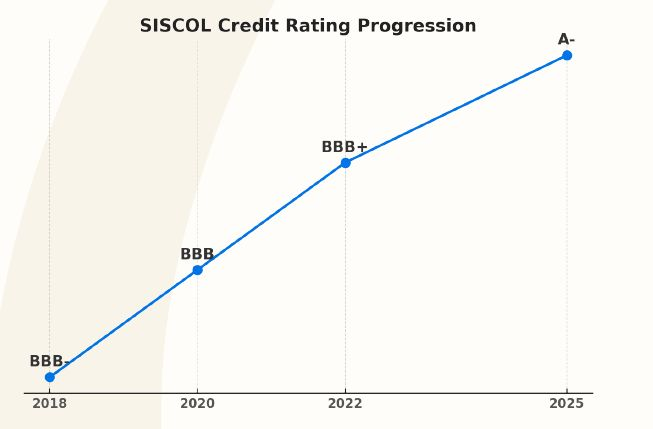 SISCOL Credit Rating Progression
A-
BBB+
BBB
BBB-
2018 2020 2022 2025